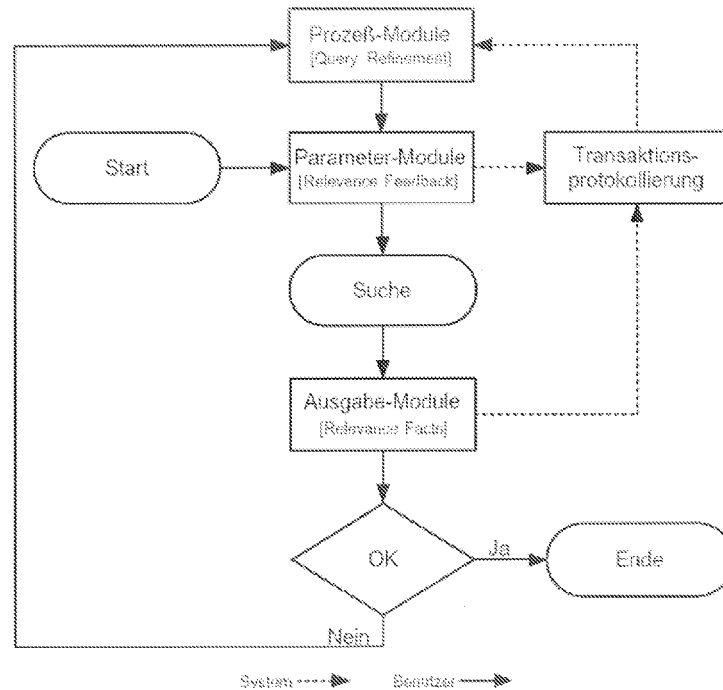 Prozeß-Module
[Query Refinement]
Start
Parameter-Module
[Relevance Feedback]
Transaktions-
protokollierung
Suche
Ausgabe-Module
[Relevance Facts]
OK
Ja
Ende
Nein
System
Benutzer